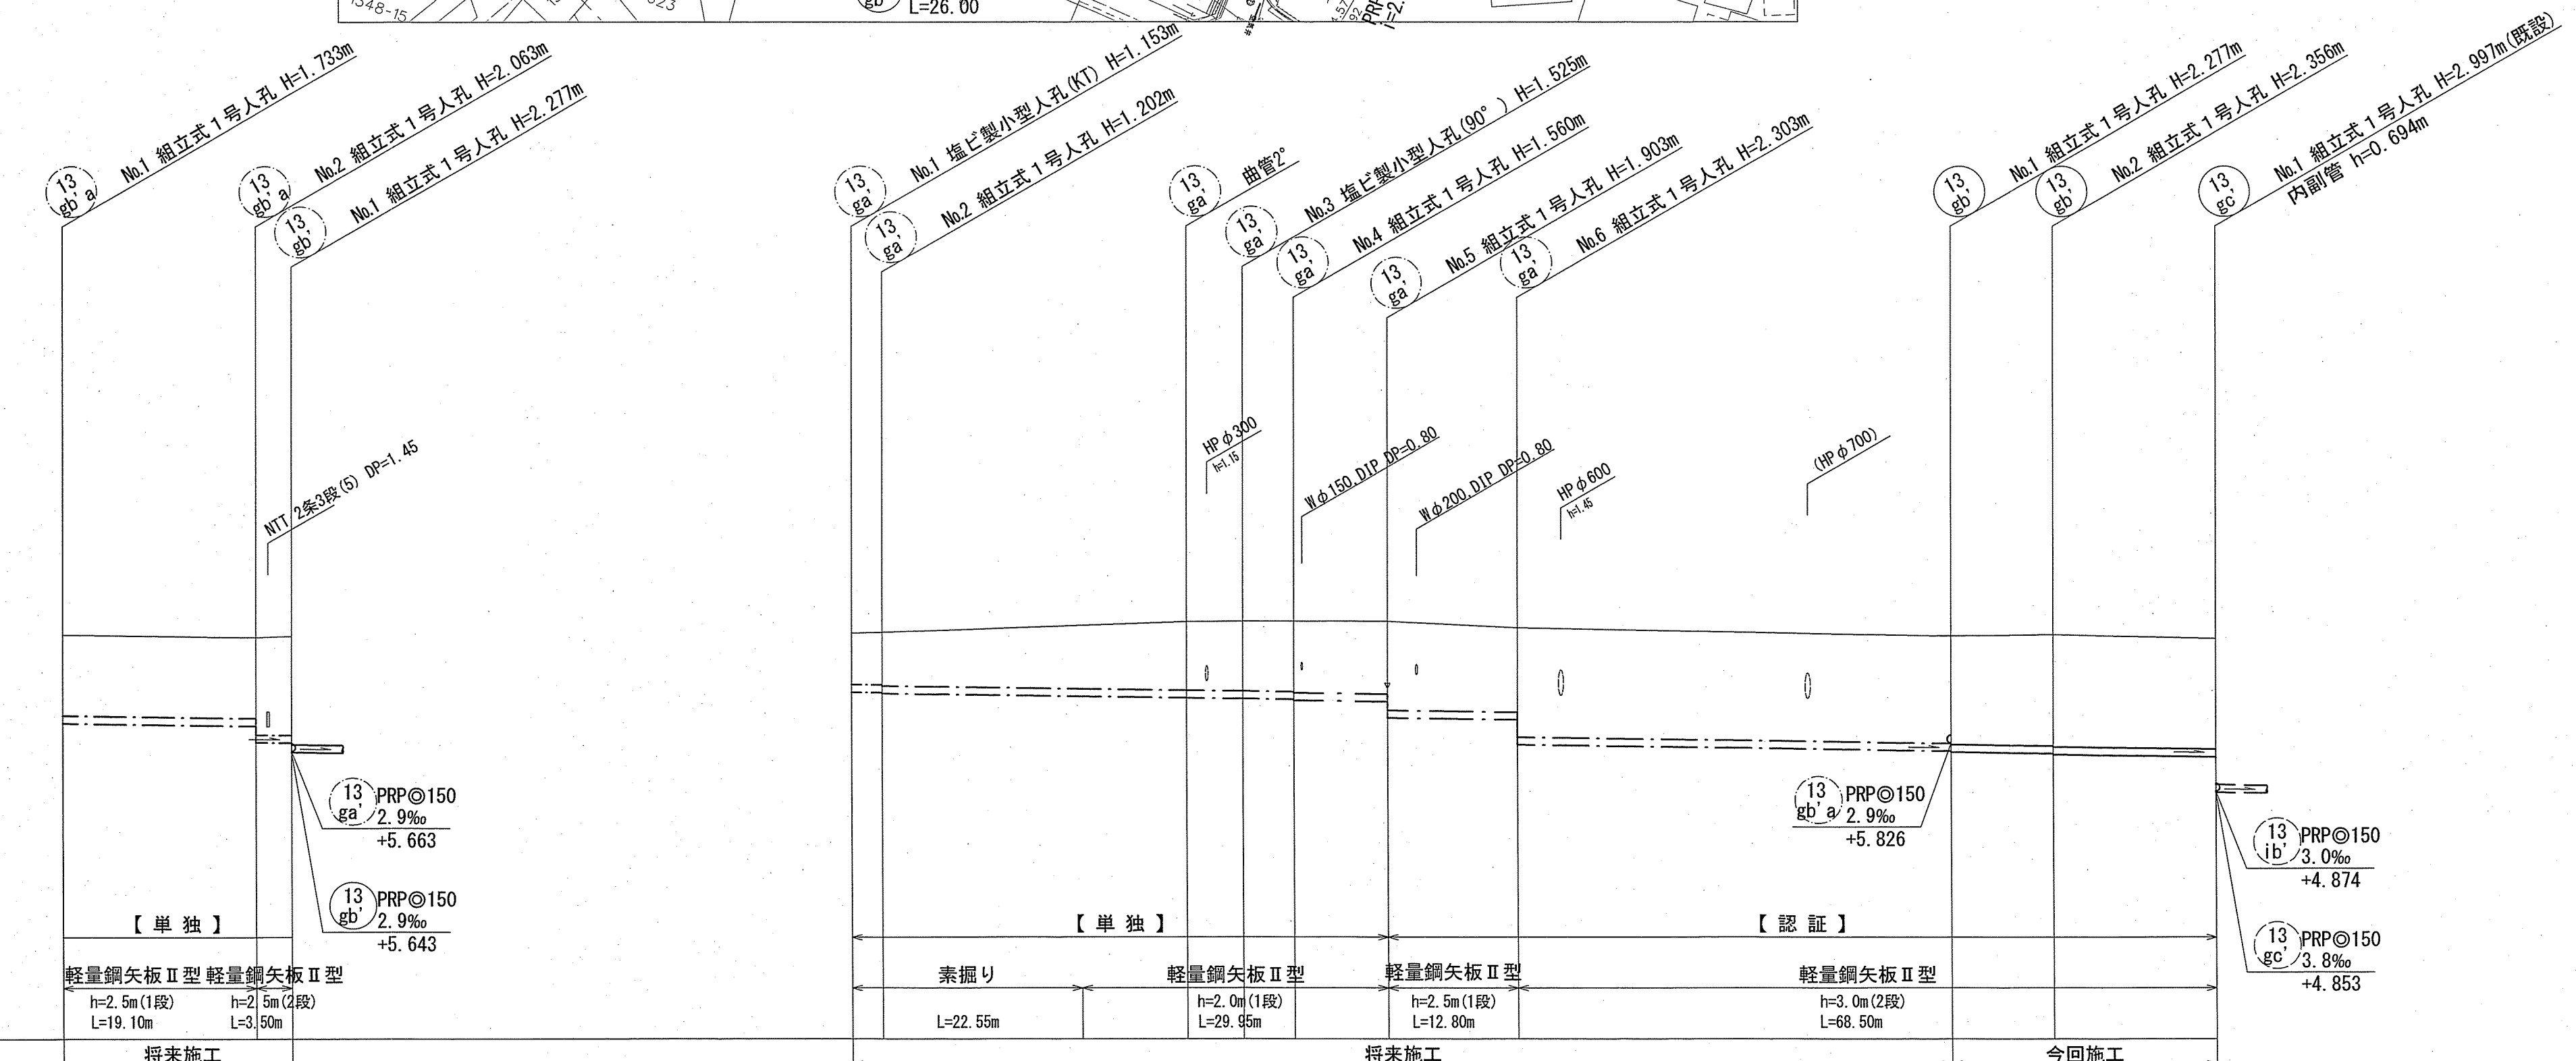 1348-15
gb'
L=26.00
13 gb'a No.1 組立式1号人孔 H=1.733m
13 gb'a No.2 組立式1号人孔 H=2.063m
13 gb' No.1 組立式1号人孔 H=2.277m
13 ga' No.1 塩ビ製小型人孔(KT) H=1.153m
13 ga' No.2 組立式1号人孔 H=1.202m
13 ga' 曲管2°
13 ga' No.3 塩ビ製小型人孔(90°) H=1.525m
13 ga' No.4 組立式1号人孔 H=1.560m
13 ga' No.5 組立式1号人孔 H=1.903m
13 ga' No.6 組立式1号人孔 H=2.303m
13 gb' No.1 組立式1号人孔 H=2.277m
13 gb' No.2 組立式1号人孔 H=2.356m
13 gc' No.1 組立式1号人孔 H=2.997m(既設)
内副管 h=0.694m
NTT 2条3段(5) DP=1.45
HPφ300
h=1.15
Wφ150.DIP DP=0.80
Wφ200.DIP DP=0.80
HPφ600
h=1.45
(HPφ700)
13 ga' PRP◎150
2.9‰
+5.663
13 gb' PRP◎150
2.9‰
+5.643
13 gb'a PRP◎150
2.9‰
+5.826
13 ib' PRP◎150
3.0‰
+4.874
13 gc' PRP◎150
3.8‰
+4.853
【単独】
【単独】
【認証】
軽量鋼矢板Ⅱ型
h=2.5m(1段)
L=19.10m
軽量鋼矢板Ⅱ型
h=2.5m(2段)
L=3.50m
素掘り
L=22.55m
軽量鋼矢板Ⅱ型
h=2.0m(1段)
L=29.95m
軽量鋼矢板Ⅱ型
h=2.5m(1段)
L=12.80m
軽量鋼矢板Ⅱ型
h=3.0m(2段)
L=68.50m
将来施工
将来施工
今回施工